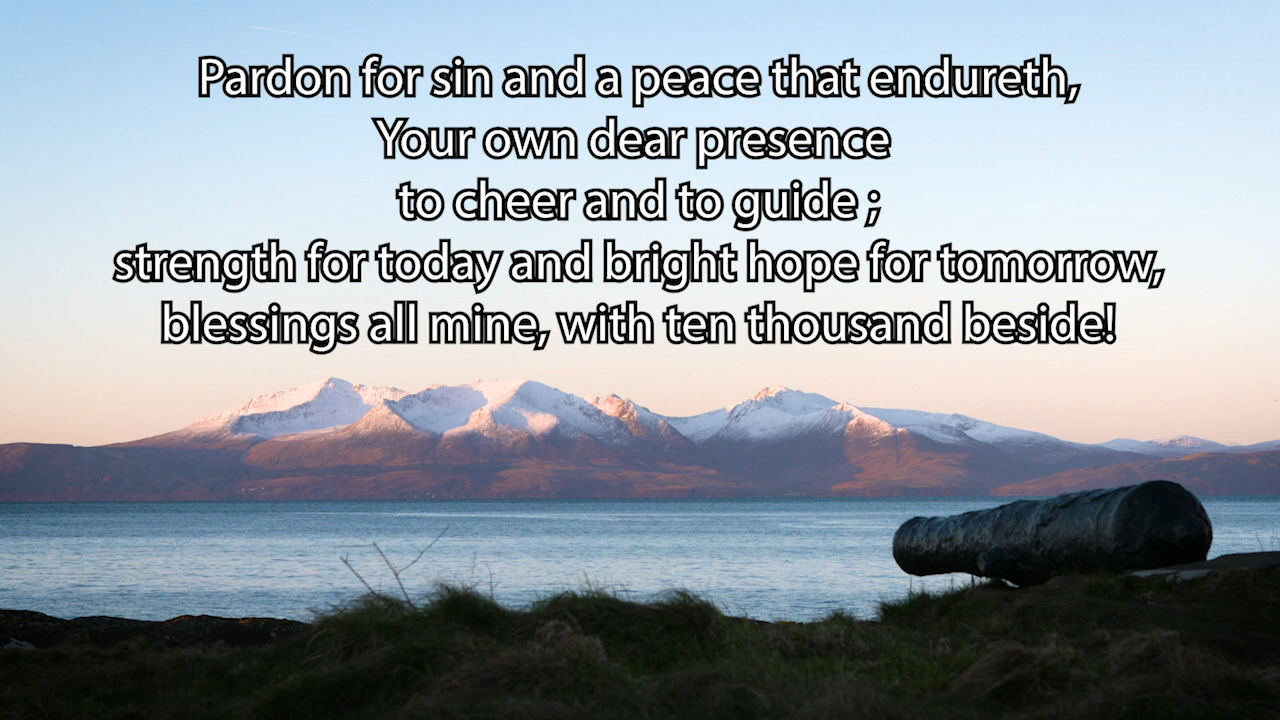 Pardon for sin and a peace that endureth,
Your own dear presence
to cheer and to guide ;
strength for today and bright hope for tomorrow,
blessings all mine, with ten thousand beside!